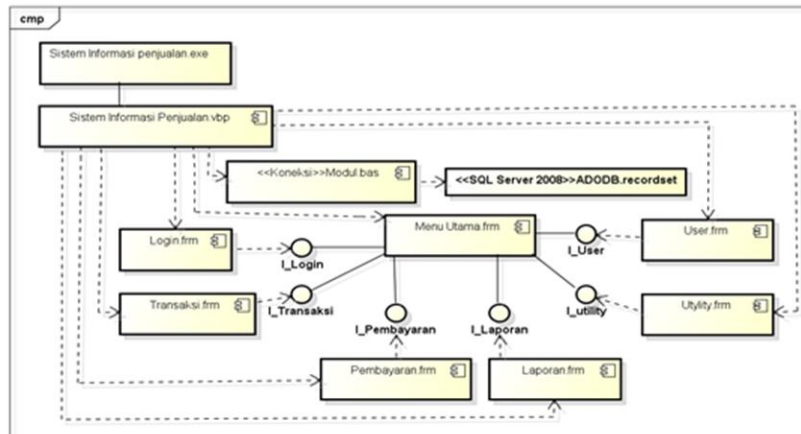 cmp
Sistem Informasi penjualan.exe
Sistem Informasi Penjualan.vbp
<<Koneksi>>Modul.bas
<<SQL Server 2008>>ADODB.recordset
Login.frm
I_Login
Menu Utama.frm
I_User
User.frm
Transaksi.frm
I_Transaksi
I_Pembayaran
I_Laporan
I_utility
Utylity.frm
Pembayaran.frm
Laporan.frm